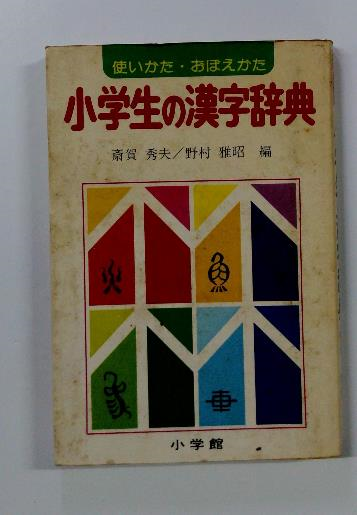 使いかた・おぼえかた
小学生の漢字辞典
斎賀 秀夫／野村 雅昭 編
小学館